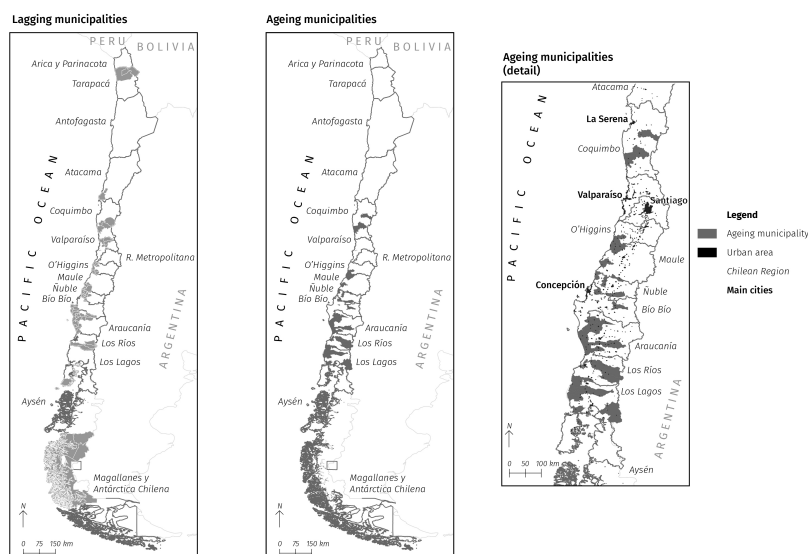 Lagging municipalities
PERU
BOLIVIA
Arica y Parinacota
Tarapacá
Antofagasta
Atacama
PACIFIC OCEAN
Coquimbo
Valparaíso
R. Metropolitana
O'Higgins
Maule
Ñuble
Bío Bío
Araucanía
ARGENTINA
Los Ríos
Los Lagos
Aysén
Magallanes y
Antárctica Chilena
N
0 75 150 km
Ageing municipalities
PERU
BOLIVIA
Arica y Parinacota
Tarapacá
Antofagasta
Atacama
PACIFIC OCEAN
Coquimbo
Valparaíso
R. Metropolitana
O'Higgins
Maule
Ñuble
Bío Bío
Araucanía
ARGENTINA
Los Ríos
Los Lagos
Aysén
Magallanes y
Antárctica Chilena
N
0 75 150 km
Ageing municipalities
(detail)
Atacama
PACIFIC OCEAN
La Serena
Coquimbo
Valparaíso
Santiago
O'Higgins
Maule
Concepción
Ñuble
Bío Bío
Araucanía
Los Ríos
Los Lagos
ARGENTINA
Aysén
N
0 50 100 km
Legend
Ageing municipality
Urban area
Chilean Region
Main cities